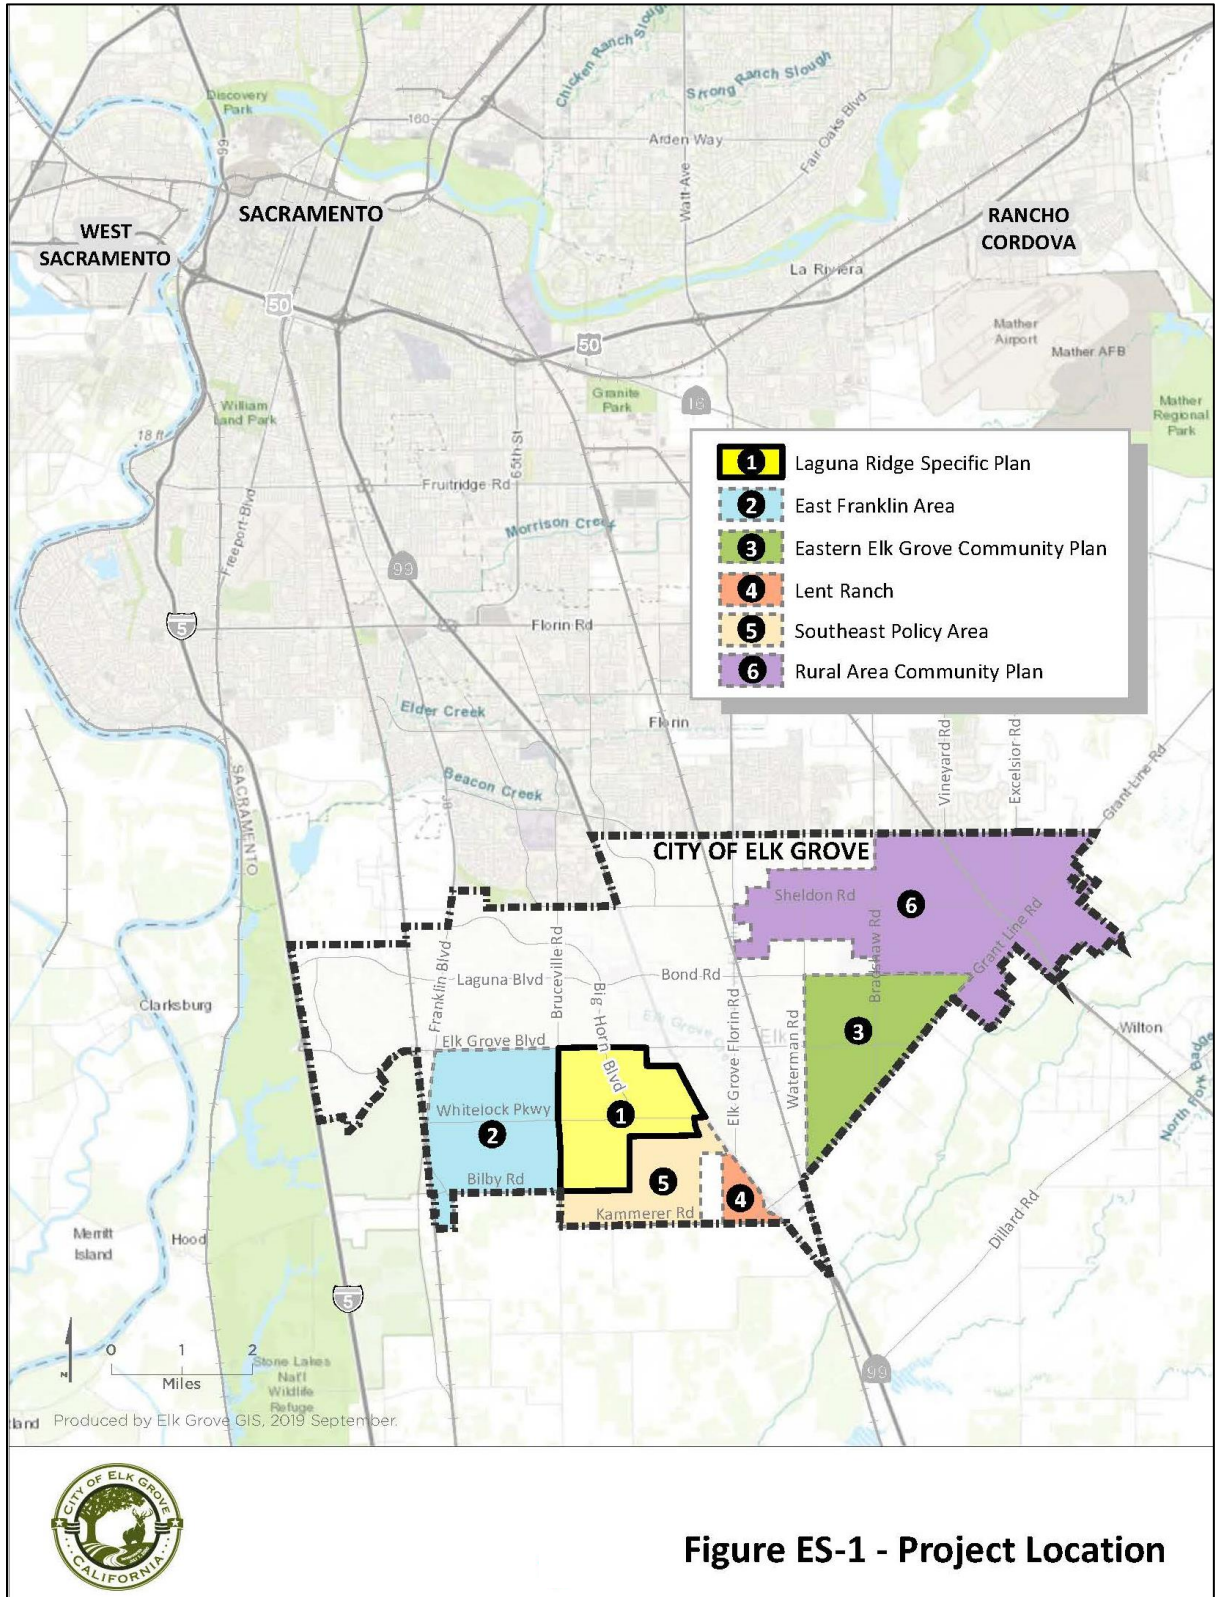 Chicken Ranch Slough
Strong Ranch Slough
Discovery
Park
160
99
Arden Way
Fair Oaks Blvd
Watt Ave
SACRAMENTO
WEST
SACRAMENTO
RANCHO
CORDOVA
La Riviera
50
50
Mather
Airport
Mather AFB
Granite
Park
16
William
Land Park
Mather
Regional
Park
18 ft
65th St
Fruitridge Rd
Morrison Creek
Freeport Blvd
99
5
Florin Rd
1 Laguna Ridge Specific Plan
2 East Franklin Area
3 Eastern Elk Grove Community Plan
4 Lent Ranch
5 Southeast Policy Area
6 Rural Area Community Plan
Elder Creek
Florin
Beacon Creek
Vineyard Rd
Excelsior Rd
Grant Line Rd
SACRAMENTO
CITY OF ELK GROVE
Sheldon Rd
6
Bradshaw Rd
Grant Line Rd
Franklin Blvd
Bruceville Rd
Laguna Blvd
Bond Rd
Big Horn Blvd
Clarksburg
Elk Grove Florin Rd
Waterman Rd
3
Wilton
Elk Grove Blvd
Elk
North Fork Badge
Whitelock Pkwy
1
2
Bilby Rd
5
4
Kammerer Rd
Dillard Rd
Merritt
Island
Hood
5
99
N
0 1 2
Miles
Stone Lakes
Nat'l
Wildlife
Refuge
Produced by Elk Grove GIS, 2019 September.
land
CITY OF ELK GROVE
CALIFORNIA
Figure ES-1 - Project Location